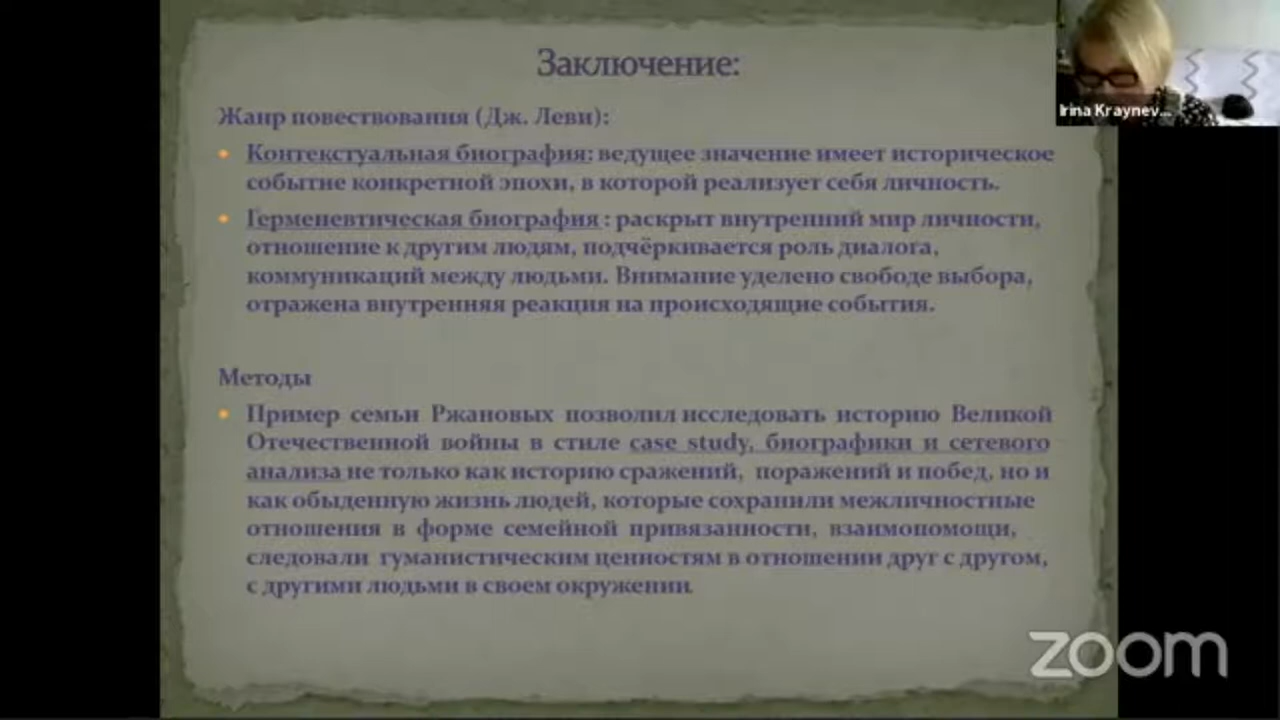 Заключение:
Жанр повествования (Дж. Леви):
Контекстуальная биография: ведущее значение имеет историческое
событие конкретной эпохи, в которой реализует себя личность.
Герменевтическая биография : раскрыт внутренний мир личности,
отношение к другим людям, подчёркивается роль диалога,
коммуникаций между людьми. Внимание уделено свободе выбора,
отражена внутренняя реакция на происходящие события.
Методы
Пример семьи Ржановых позволил исследовать историю Великой
Отечественной войны в стиле case study, биографики и сетевого
анализа не только как историю сражений, поражений и побед, но и
как обыденную жизнь людей, которые сохранили межличностные
отношения в форме семейной привязанности, взаимопомощи,
следовали гуманистическим ценностям в отношении друг с другом,
с другими людьми в своем окружении.
Irina Kraynev...
zoom